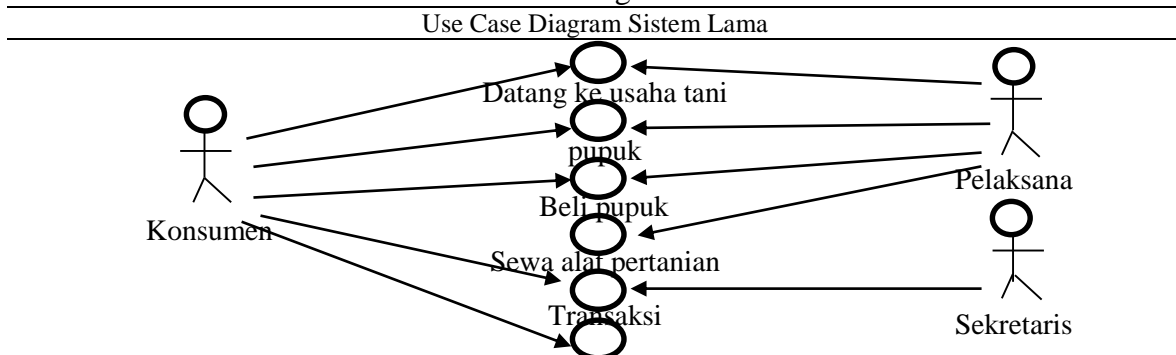 Use Case Diagram Sistem Lama
Datang ke usaha tani
pupuk
Pelaksana
Beli pupuk
Konsumen
Sewa alat pertanian
Transaksi
Sekretaris